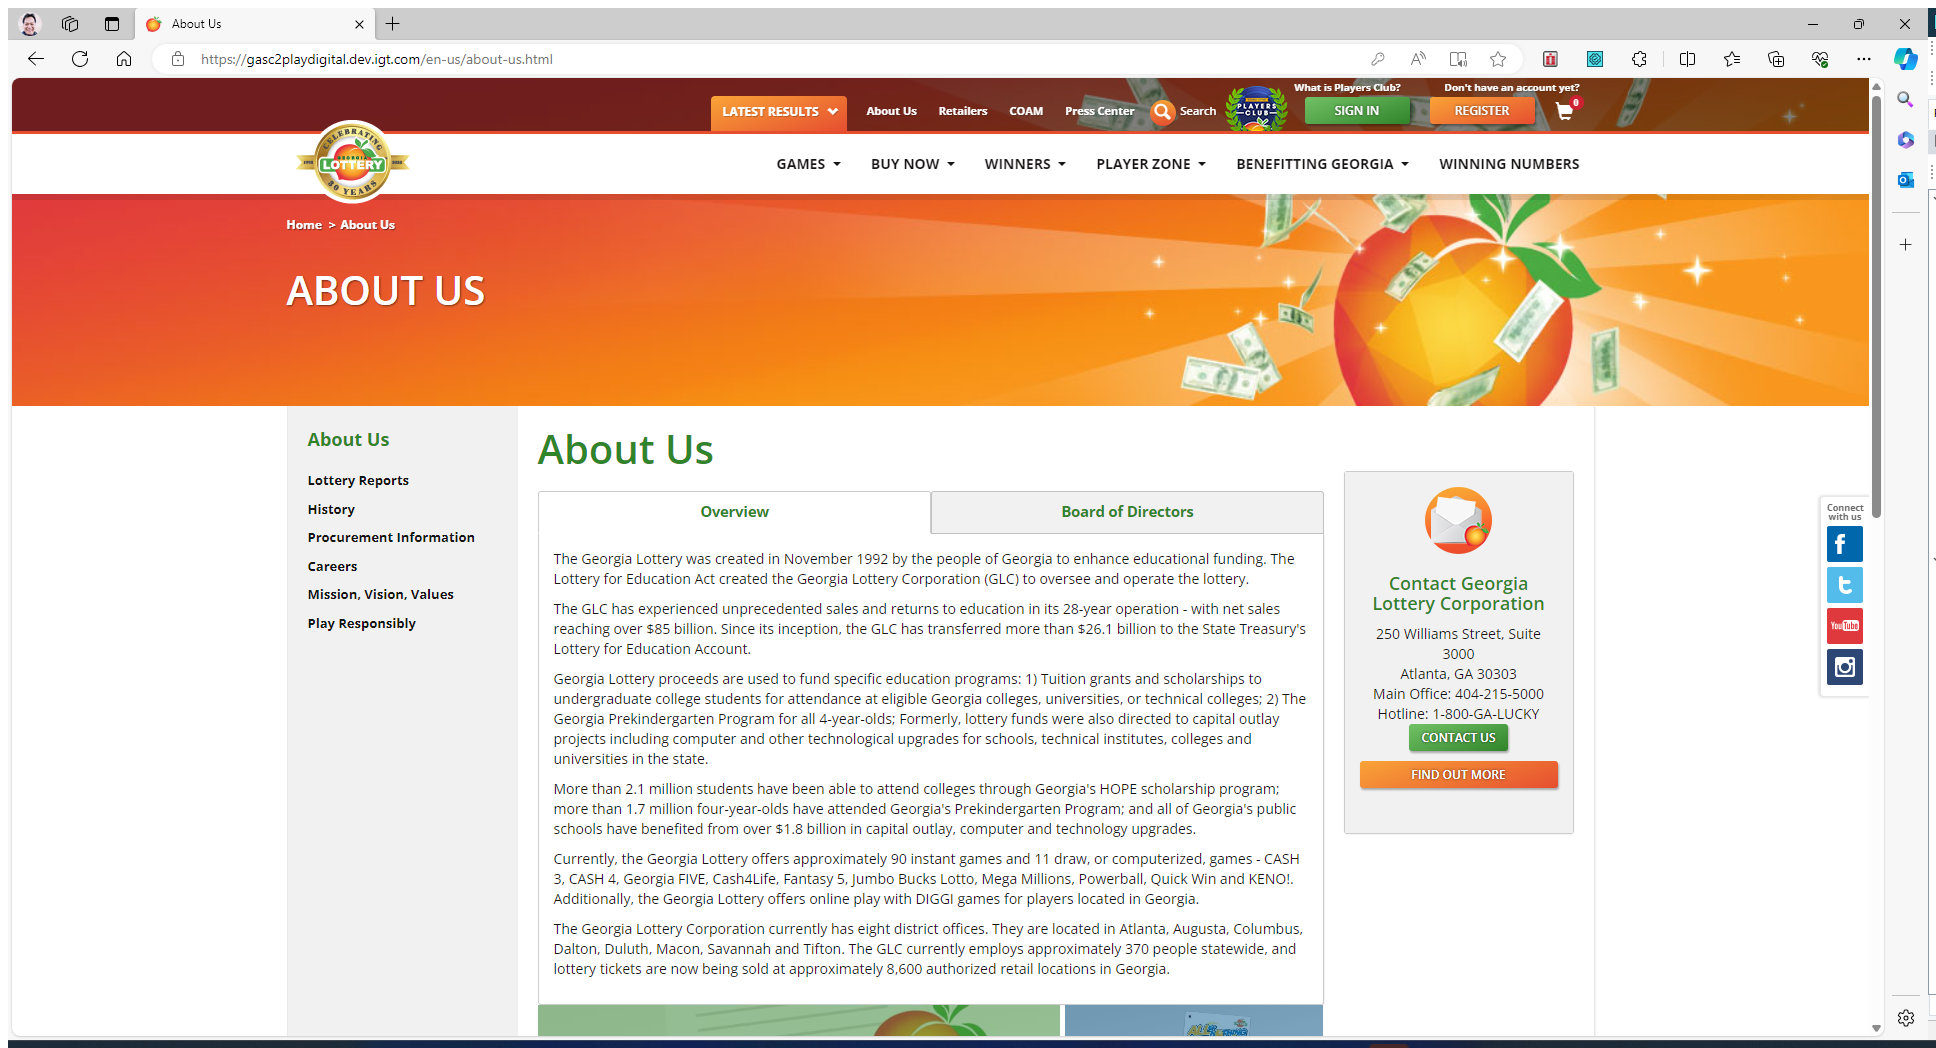 About Us
https://gasc2playdigital.dev.igt.com/en-us/about-us.html
What is Players Club?
Don't have an account yet?
LATEST RESULTS
About Us
Retailers
COAM
Press Center
Search
PLAYERS
CLUB
SIGN IN
REGISTER
0
CELEBRATING
GEORGIA
LOTTERY
30 YEARS
GAMES
BUY NOW
WINNERS
PLAYER ZONE
BENEFITTING GEORGIA
WINNING NUMBERS
Home > About Us
ABOUT US
About Us
Lottery Reports
History
Procurement Information
Careers
Mission, Vision, Values
Play Responsibly
About Us
Overview
Board of Directors
The Georgia Lottery was created in November 1992 by the people of Georgia to enhance educational funding. The
Lottery for Education Act created the Georgia Lottery Corporation (GLC) to oversee and operate the lottery.
The GLC has experienced unprecedented sales and returns to education in its 28-year operation - with net sales
reaching over $85 billion. Since its inception, the GLC has transferred more than $26.1 billion to the State Treasury's
Lottery for Education Account.
Georgia Lottery proceeds are used to fund specific education programs: 1) Tuition grants and scholarships to
undergraduate college students for attendance at eligible Georgia colleges, universities, or technical colleges; 2) The
Georgia Prekindergarten Program for all 4-year-olds; Formerly, lottery funds were also directed to capital outlay
projects including computer and other technological upgrades for schools, technical institutes, colleges and
universities in the state.
More than 2.1 million students have been able to attend colleges through Georgia's HOPE scholarship program;
more than 1.7 million four-year-olds have attended Georgia's Prekindergarten Program; and all of Georgia's public
schools have benefited from over $1.8 billion in capital outlay, computer and technology upgrades.
Currently, the Georgia Lottery offers approximately 90 instant games and 11 draw, or computerized, games - CASH
3, CASH 4, Georgia FIVE, Cash4Life, Fantasy 5, Jumbo Bucks Lotto, Mega Millions, Powerball, Quick Win and KENO!.
Additionally, the Georgia Lottery offers online play with DIGGI games for players located in Georgia.
The Georgia Lottery Corporation currently has eight district offices. They are located in Atlanta, Augusta, Columbus,
Dalton, Duluth, Macon, Savannah and Tifton. The GLC currently employs approximately 370 people statewide, and
lottery tickets are now being sold at approximately 8,600 authorized retail locations in Georgia.
Contact Georgia
Lottery Corporation
250 Williams Street, Suite
3000
Atlanta, GA 30303
Main Office: 404-215-5000
Hotline: 1-800-GA-LUCKY
CONTACT US
FIND OUT MORE
Connect
with us
You Tube